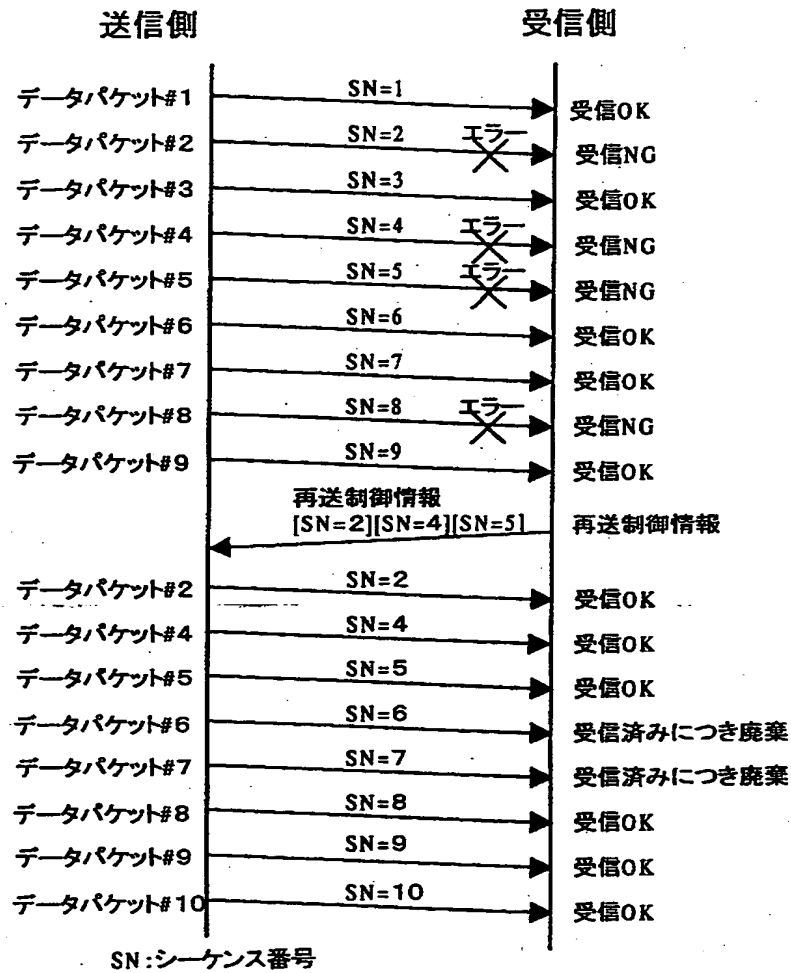 送信側 受信側
データパケット#1 SN=1 受信OK
データパケット#2 SN=2 エラー 受信NG
データパケット#3 SN=3 受信OK
データパケット#4 SN=4 エラー 受信NG
データパケット#5 SN=5 エラー 受信NG
データパケット#6 SN=6 受信OK
データパケット#7 SN=7 受信OK
データパケット#8 SN=8 エラー 受信NG
データパケット#9 SN=9 受信OK
再送制御情報
[SN=2][SN=4][SN=5] 再送制御情報
データパケット#2 SN=2 受信OK
データパケット#4 SN=4 受信OK
データパケット#5 SN=5 受信OK
データパケット#6 SN=6 受信済みにつき廃棄
データパケット#7 SN=7 受信済みにつき廃棄
データパケット#8 SN=8 受信OK
データパケット#9 SN=9 受信OK
データパケット#10 SN=10 受信OK
SN:シーケンス番号